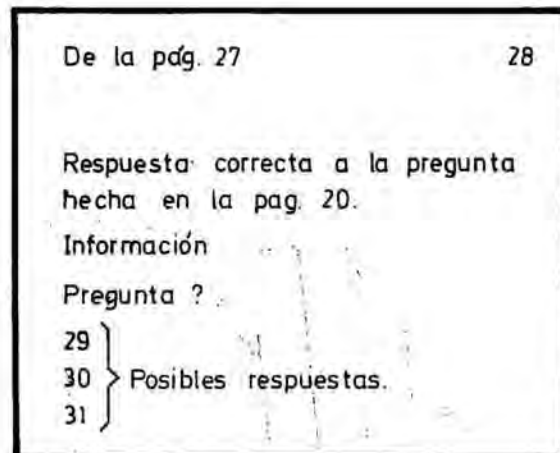 De la pág. 27 28
Respuesta correcta a la pregunta
hecha en la pag. 20.
Información
Pregunta ?
29
30 Posibles respuestas.
31